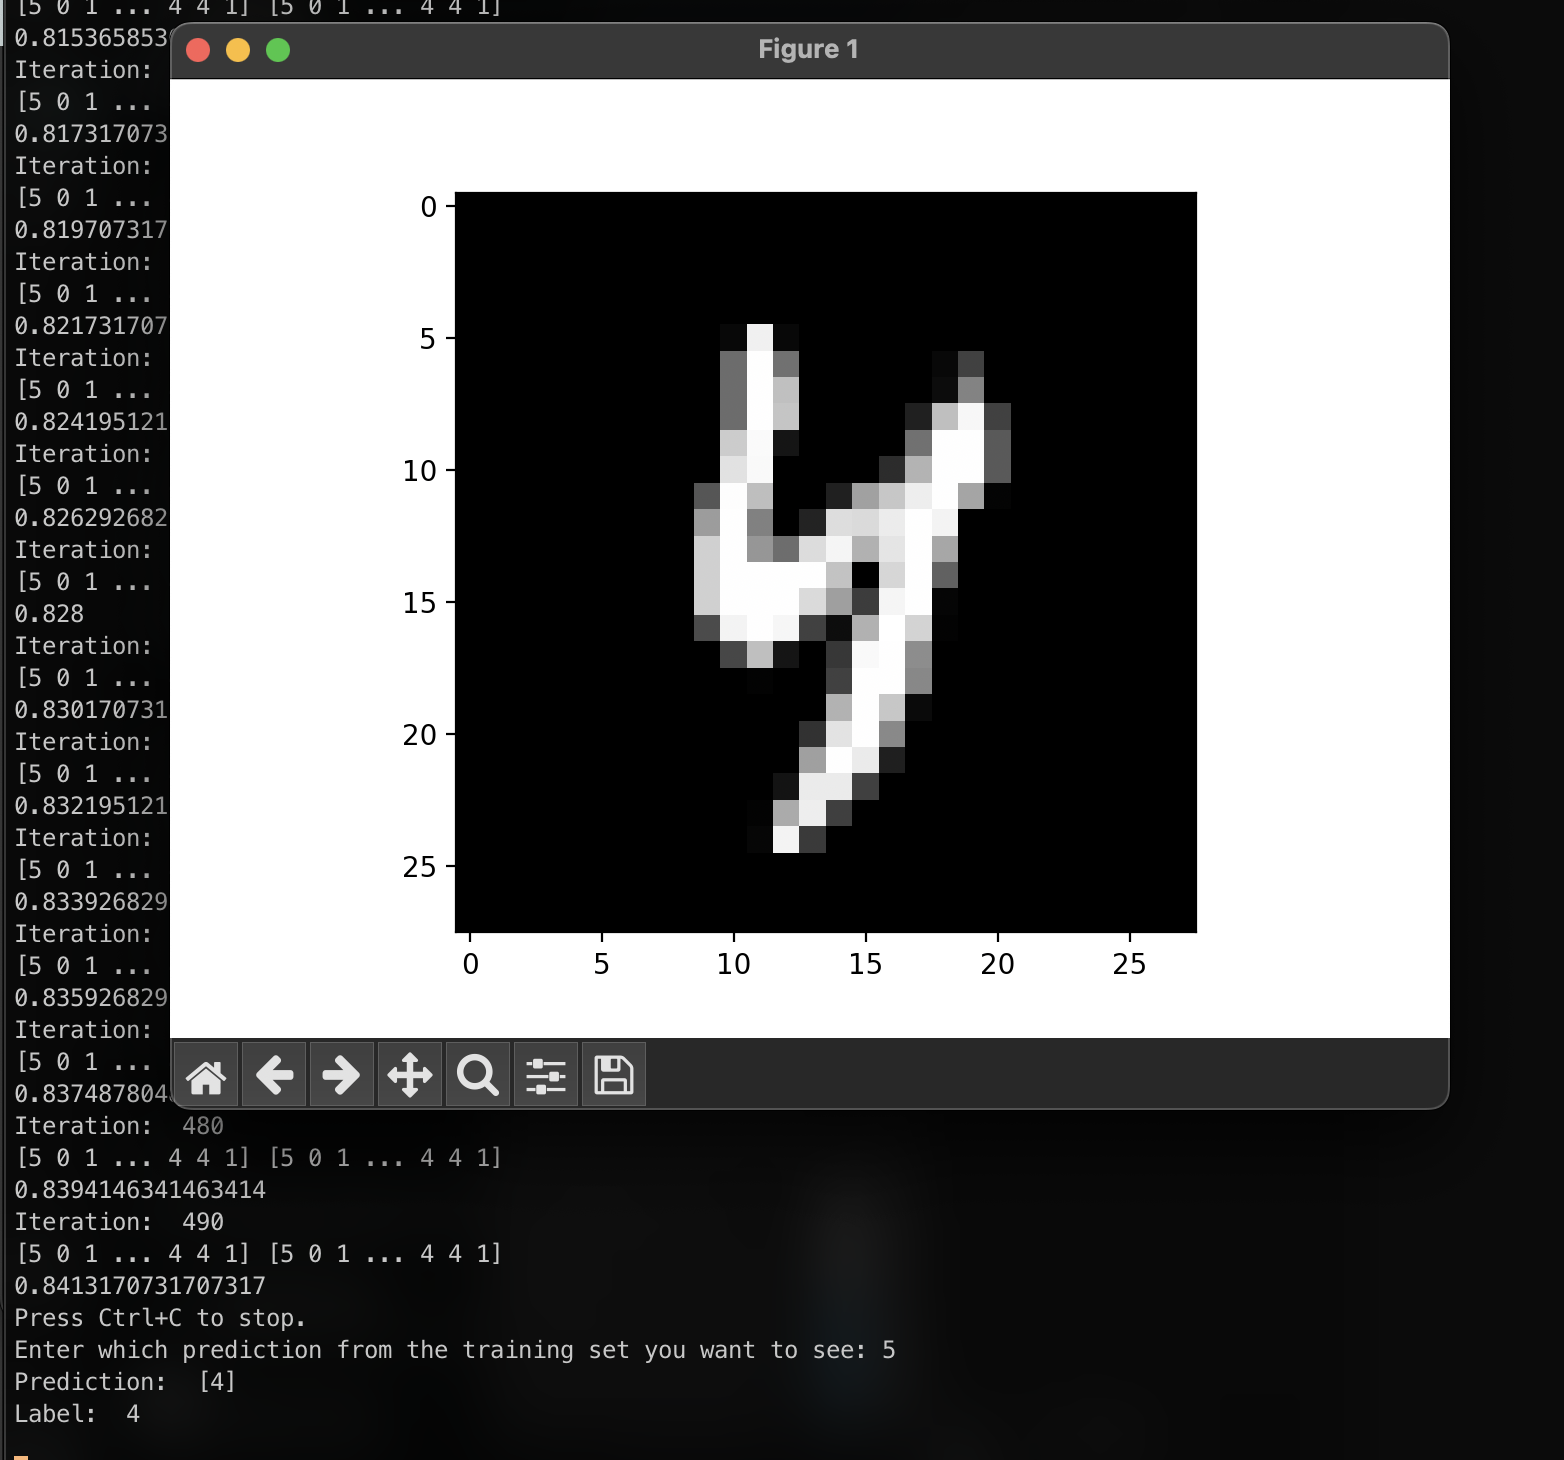 [5 0 1 ... 4 4 1] [5 0 1 ... 4 4 1]
0.815365853
Iteration:
[5 0 1 ...
0.817317073
Iteration:
[5 0 1 ...
0.819707317
Iteration:
[5 0 1 ...
0.821731707
Iteration:
[5 0 1 ...
0.824195121
Iteration:
[5 0 1 ...
0.826292682
Iteration:
[5 0 1 ...
0.828
Iteration:
[5 0 1 ...
0.830170731
Iteration:
[5 0 1 ...
0.832195121
Iteration:
[5 0 1 ...
0.833926829
Iteration:
[5 0 1 ...
0.835926829
Iteration:
[5 0 1 ...
0.837487804
Iteration:  480
[5 0 1 ... 4 4 1] [5 0 1 ... 4 4 1]
0.8394146341463414
Iteration:  490
[5 0 1 ... 4 4 1] [5 0 1 ... 4 4 1]
0.8413170731707317
Press Ctrl+C to stop.
Enter which prediction from the training set you want to see: 5
Prediction:  [4]
Label:  4
Figure 1
0
5
10
15
20
25
0 5 10 15 20 25
4